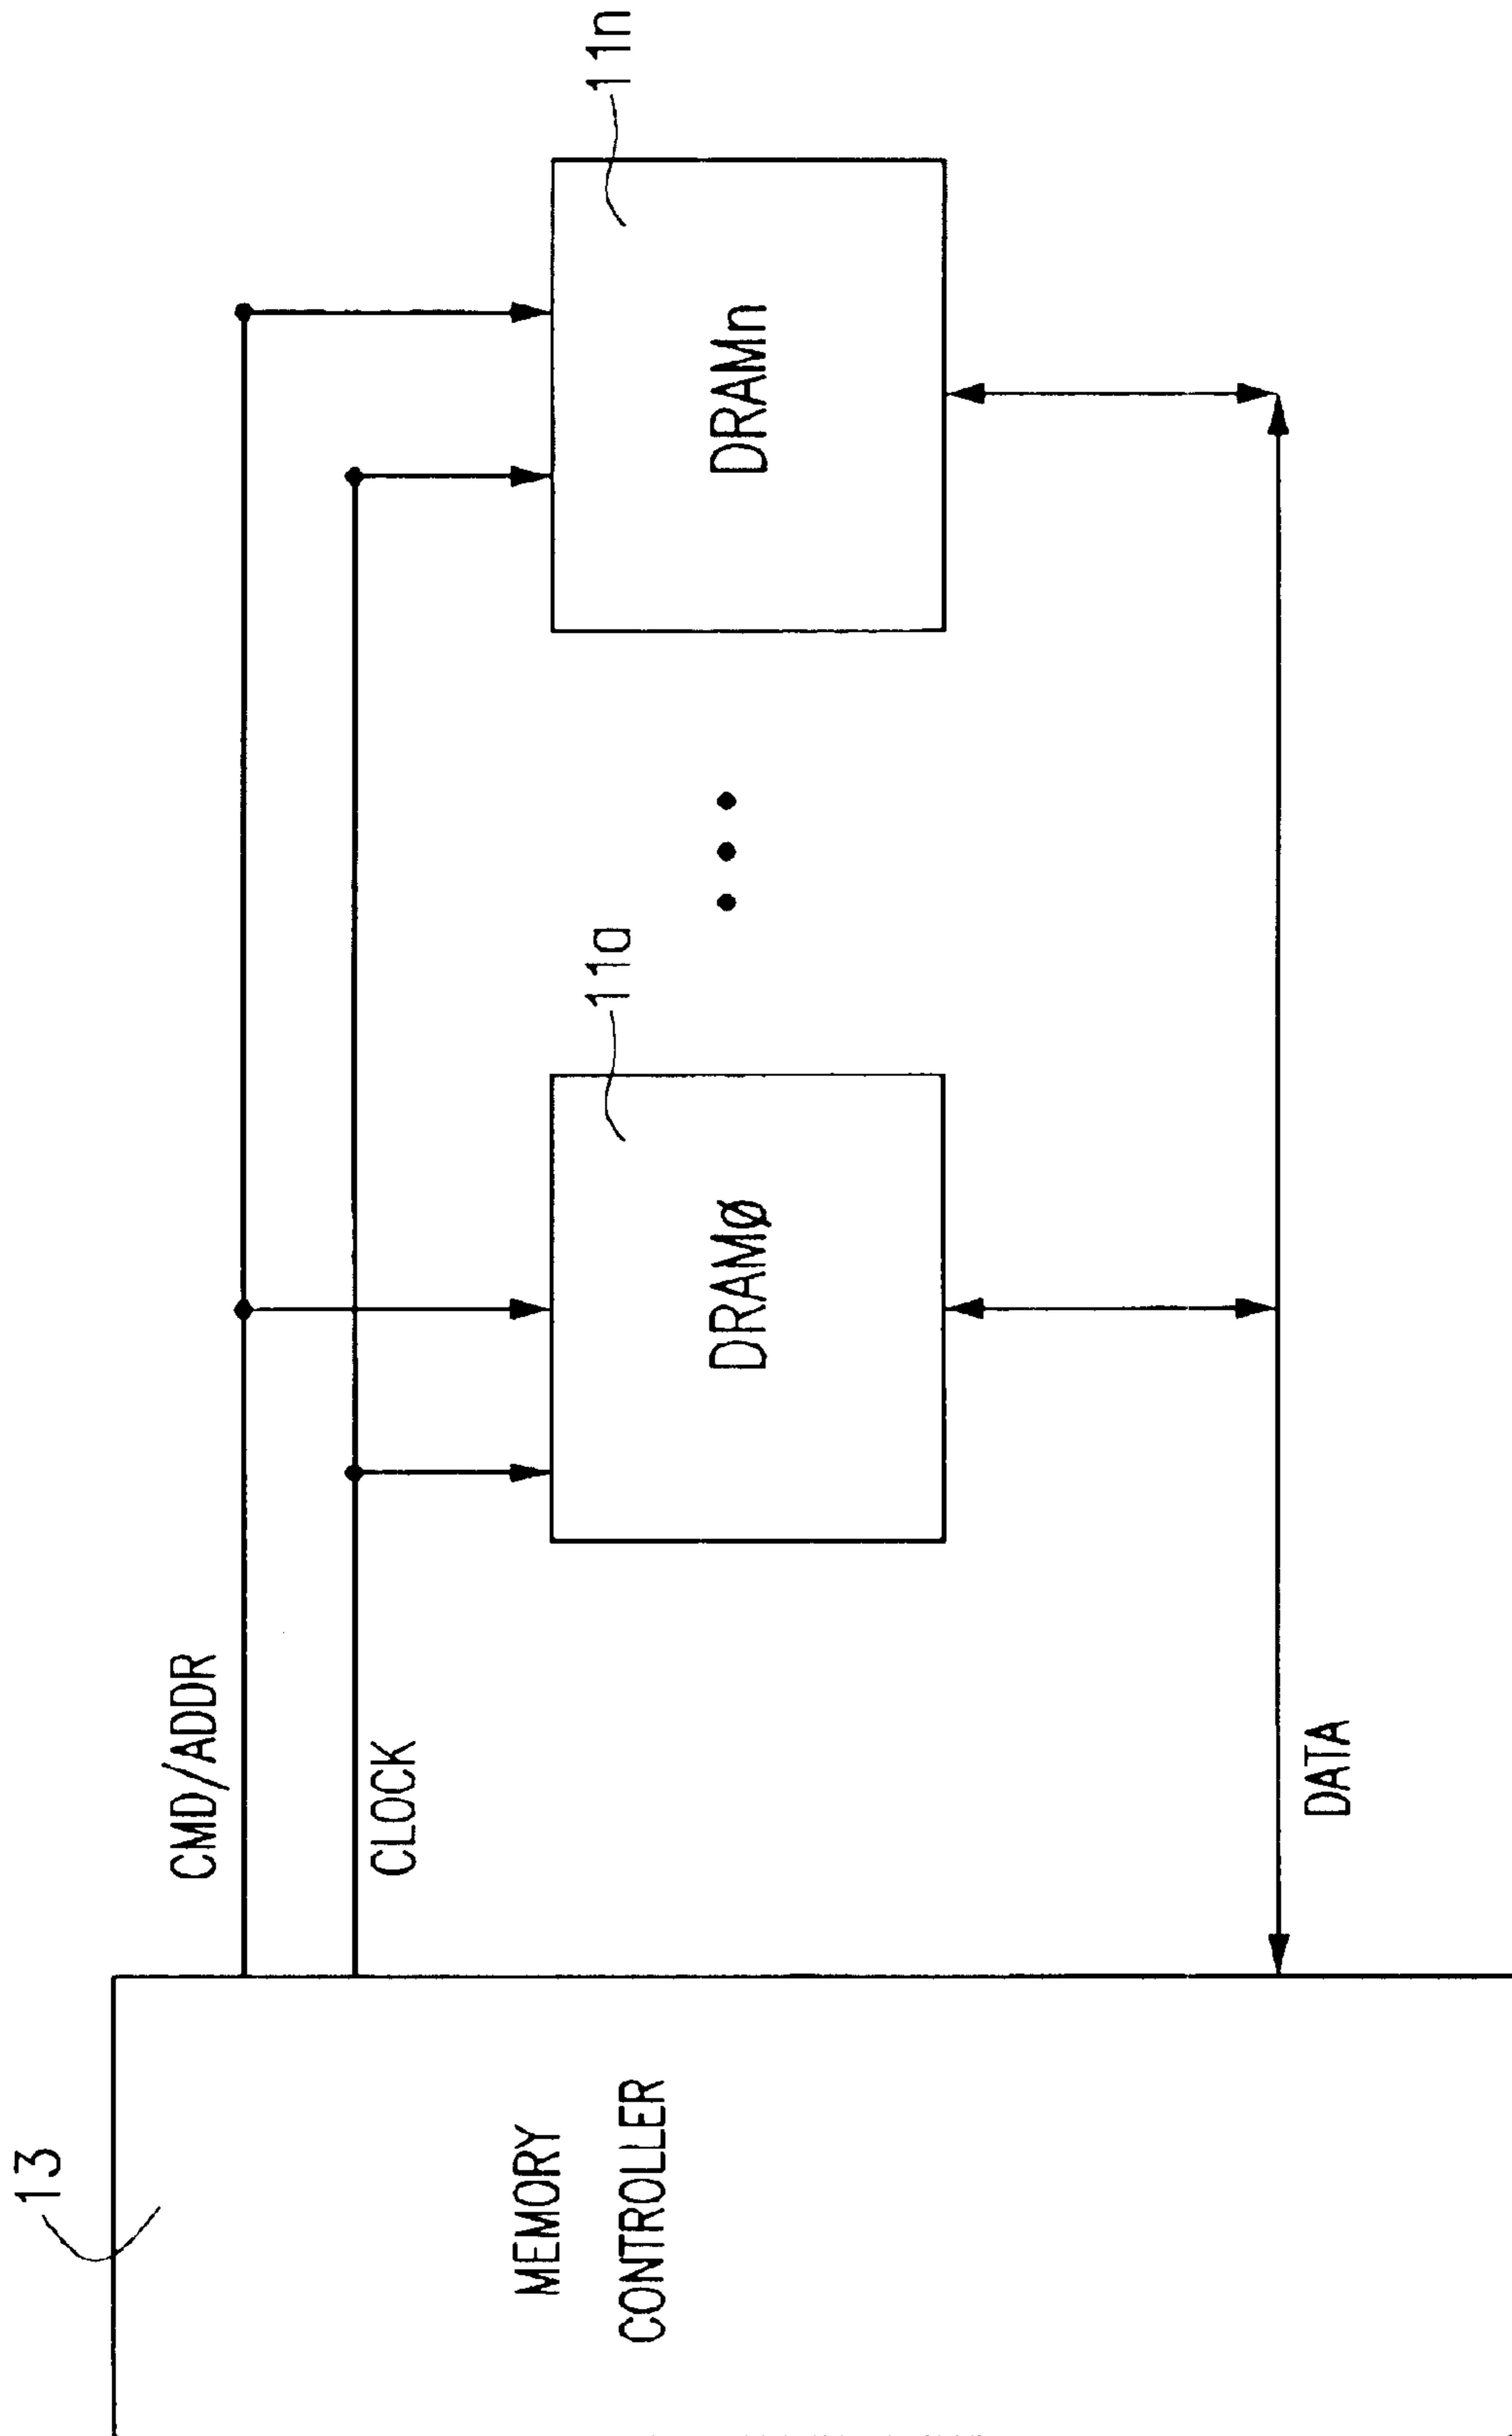 13
MEMORY
CONTROLLER
CMD/ADDR
CLOCK
DATA
DRAMØ
11a
DRAMn
11n